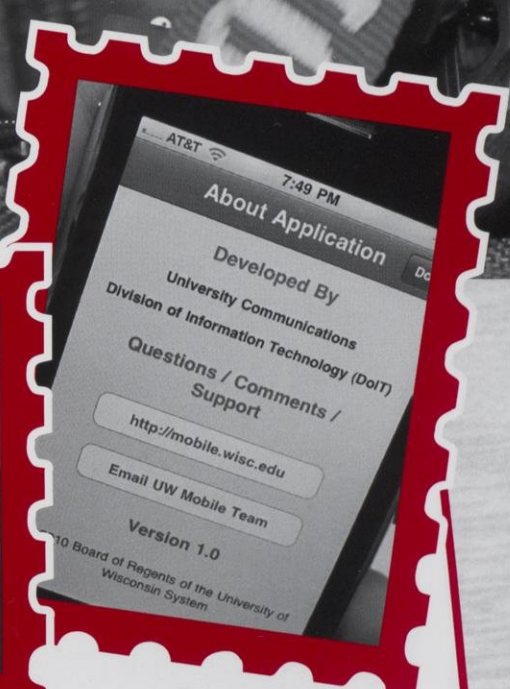 AT&T
7:49 PM
About Application
Developed By
University Communications
Division of Information Technology (DoIT)
Questions / Comments /
Support
http://mobile.wisc.edu
Email UW Mobile Team
Version 1.0
10 Board of Regents of the University of
Wisconsin System